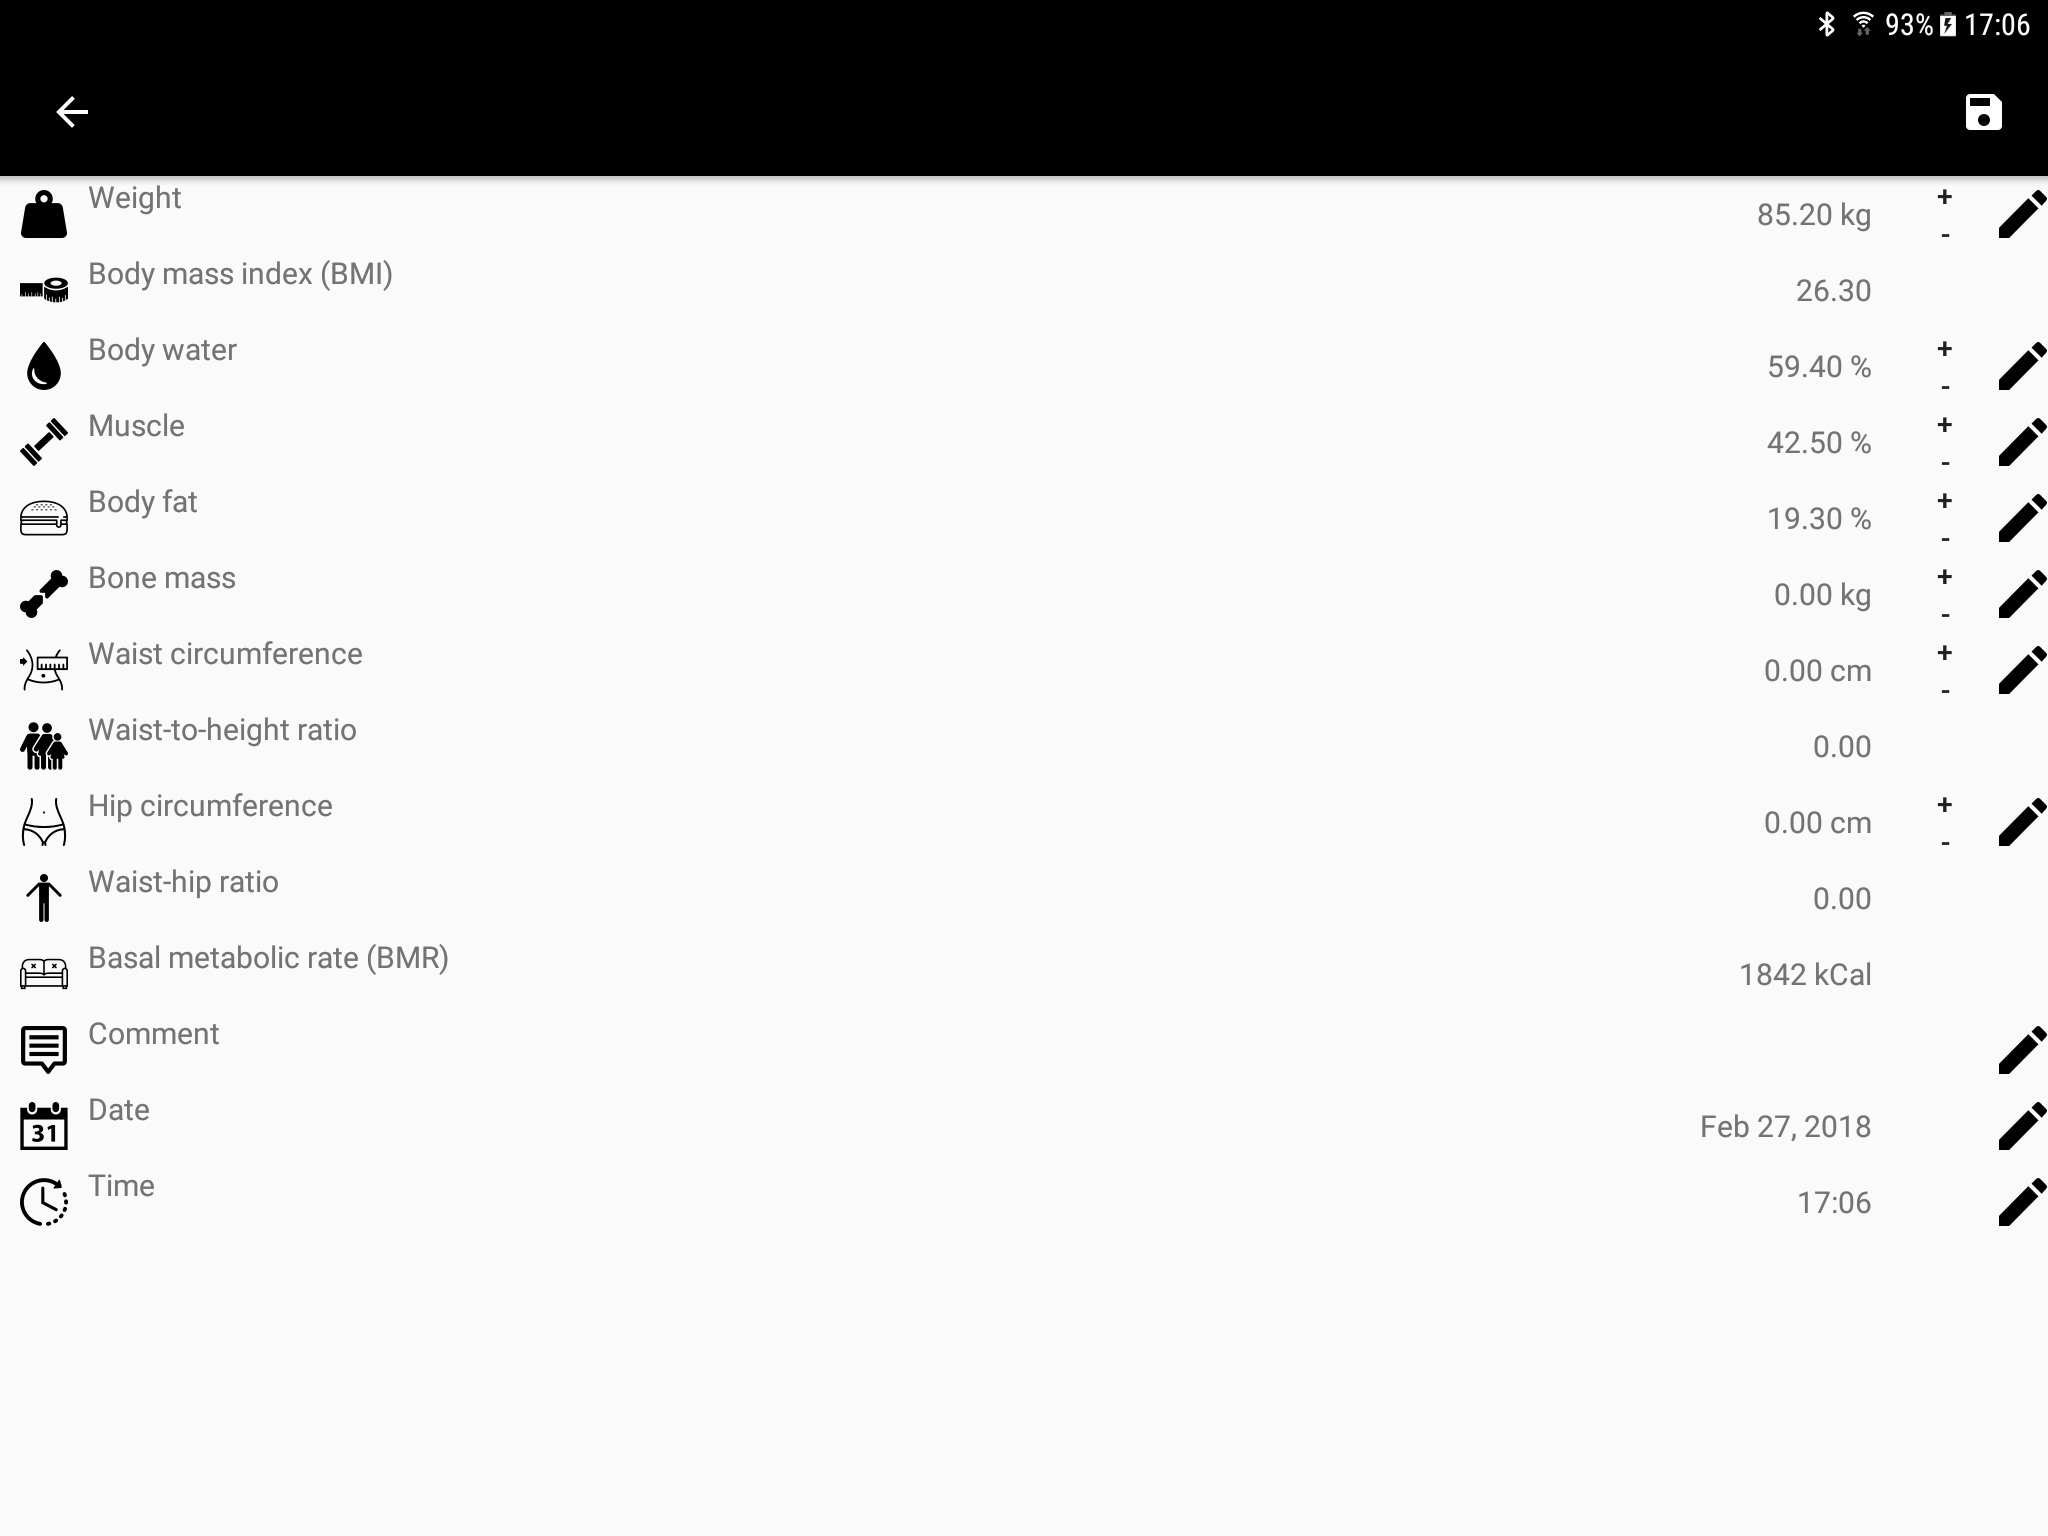 93% 17:06
Weight 85.20 kg + -
Body mass index (BMI) 26.30
Body water 59.40 % + -
Muscle 42.50 % + -
Body fat 19.30 % + -
Bone mass 0.00 kg + -
Waist circumference 0.00 cm + -
Waist-to-height ratio 0.00
Hip circumference 0.00 cm + -
Waist-hip ratio 0.00
Basal metabolic rate (BMR) 1842 kCal
Comment
31 Date Feb 27, 2018
Time 17:06